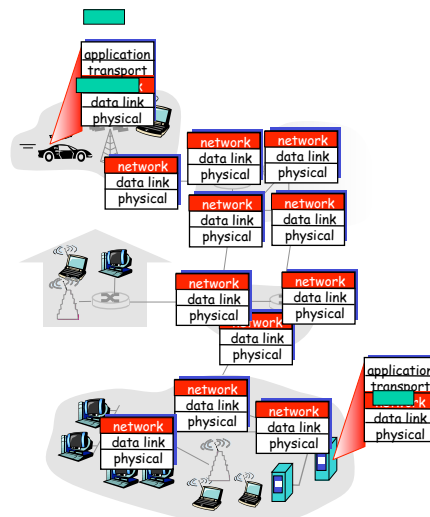 application
transport
data link
physical
network
data link
physical
network
data link
physical
network
data link
physical
network
data link
physical
network
data link
physical
network
data link
physical
network
data link
physical
network
data link
physical
application
transport
data link
physical
network
data link
physical
network
data link
physical
network
data link
physical